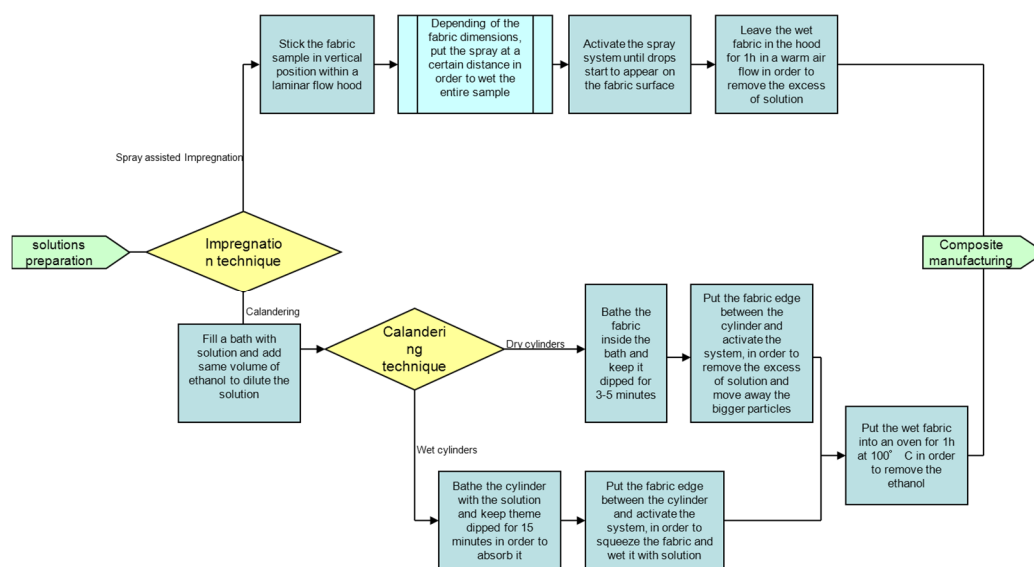 Stick the fabric
sample in vertical
position within a
laminar flow hood
Depending of the
fabric dimensions,
put the spray at a
certain distance in
order to wet the
entire sample
Activate the spray
system until drops
start to appear on
the fabric surface
Leave the wet
fabric in the hood
for 1h in a warm air
flow in order to
remove the excess
of solution
Spray assisted Impregnation
solutions
preparation
Impregnatio
n technique
Composite
manufacturing
Calandering
Fill a bath with
solution and add
same volume of
ethanol to dilute the
solution
Calanderi
ng
technique
Dry cylinders
Bathe the
fabric
inside the
bath and
keep it
dipped for
3-5 minutes
Put the fabric edge
between the
cylinder and
activate the
system, in order to
remove the excess
of solution and
move away the
bigger particles
Put the wet fabric
into an oven for 1h
at 100° C in order
to remove the
ethanol
Wet cylinders
Bathe the cylinder
with the solution
and keep theme
dipped for 15
minutes in order to
absorb it
Put the fabric edge
between the cylinder
and activate the
system, in order to
squeeze the fabric and
wet it with solution